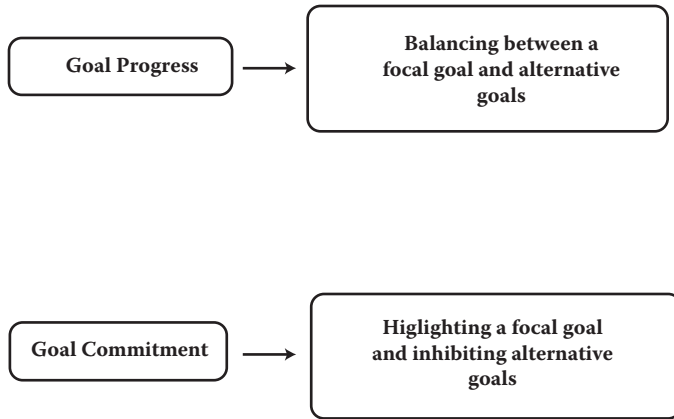 Goal Progress
Balancing between a
focal goal and alternative
goals
Goal Commitment
Higlighting a focal goal
and inhibiting alternative
goals